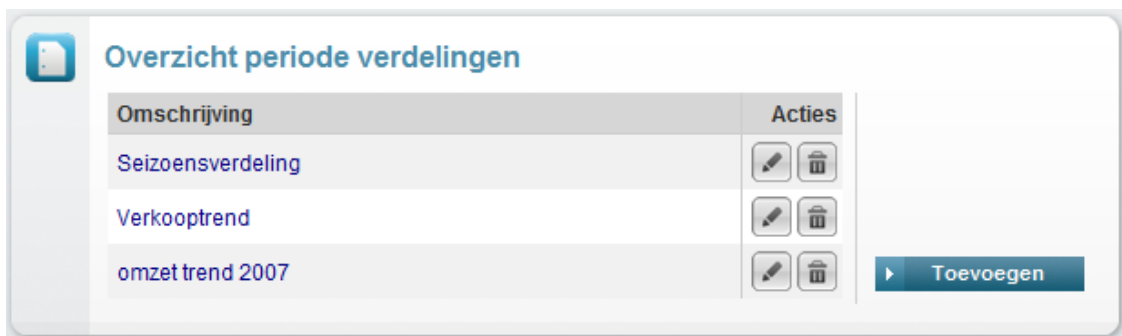 Overzicht periode verdelingen
Omschrijving Acties
Seizoensverdeling
Verkooptrend
omzet trend 2007
Toevoegen